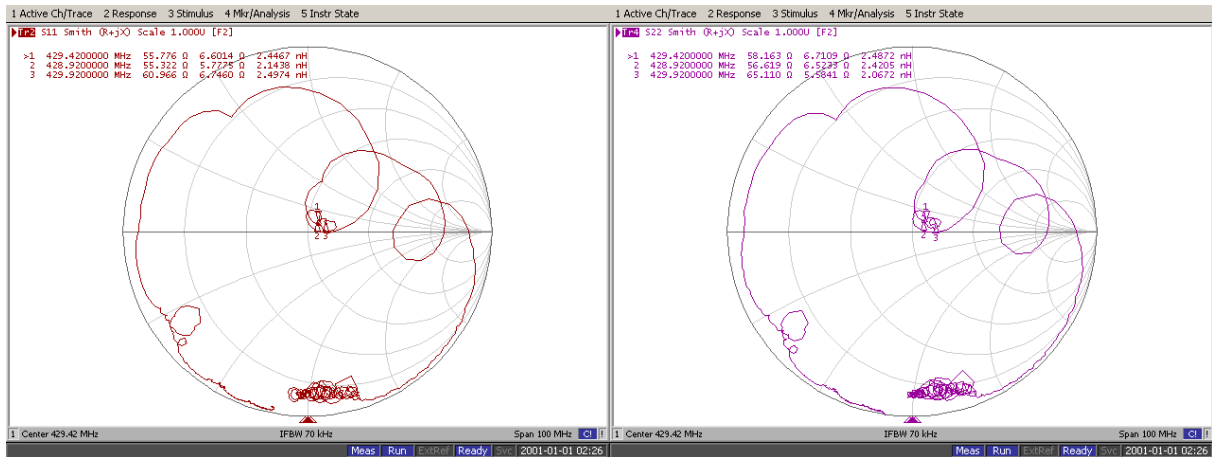 1 Active Ch/Trace 2 Response 3 Stimulus 4 Mkr/Analysis 5 Instr State
Tr2 S11 Smith (R+jX) Scale 1.000U [F2]
>1 429.4200000 MHz 55.776 Ω 6.6014 Ω 2.4467 nH
2 428.9200000 MHz 55.322 Ω 5.7775 Ω 2.1438 nH
3 429.9200000 MHz 60.966 Ω 6.7460 Ω 2.4974 nH
1
2 3
1 Center 429.42 MHz IFBW 70 kHz Span 100 MHz C! !
1 Active Ch/Trace 2 Response 3 Stimulus 4 Mkr/Analysis 5 Instr State
Tr4 S22 Smith (R+jX) Scale 1.000U [F2]
>1 429.4200000 MHz 58.163 Ω 6.7109 Ω 2.4872 nH
2 428.9200000 MHz 56.619 Ω 6.5233 Ω 2.4205 nH
3 429.9200000 MHz 65.110 Ω 5.5841 Ω 2.0672 nH
1
2 3
1 Center 429.42 MHz IFBW 70 kHz Span 100 MHz C! !
Meas Run ExtRef Ready Svc 2001-01-01 02:26
Meas Run ExtRef Ready Svc 2001-01-01 02:26